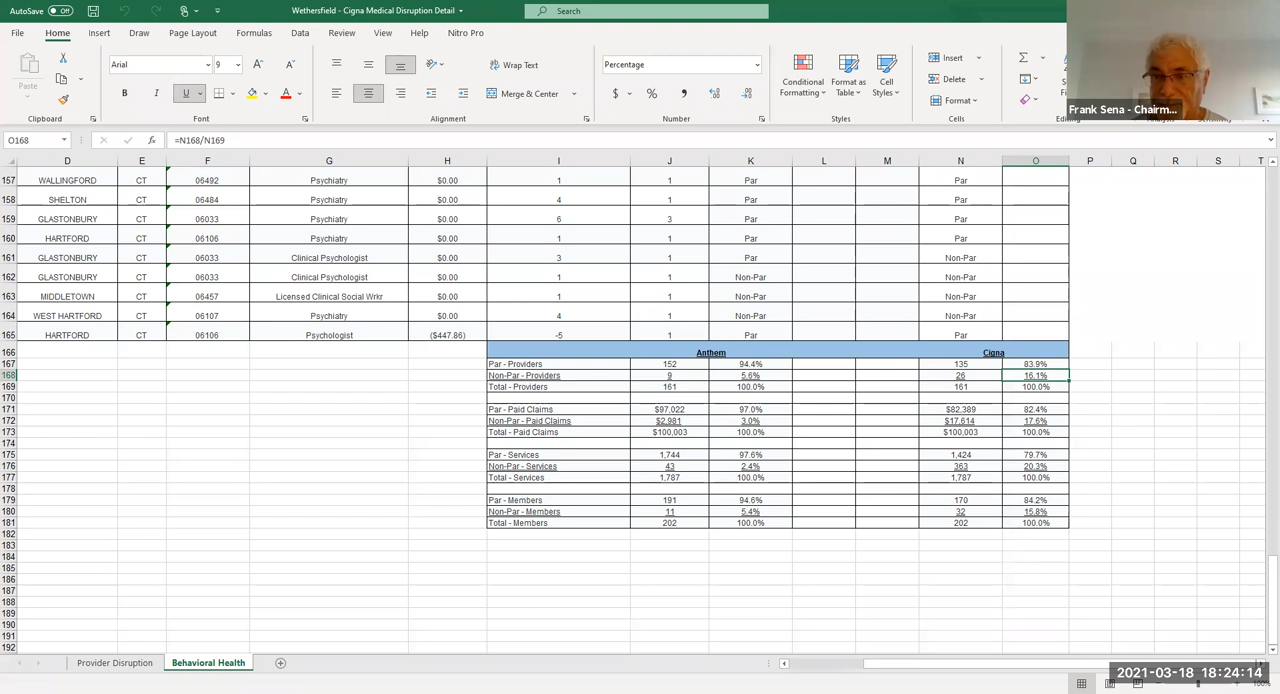 AutoSave Off Wethersfield - Cigna Medical Disruption Detail Search
File Home Insert Draw Page Layout Formulas Data Review View Help Nitro Pro
Paste Arial 9 Wrap Text Percentage Conditional Formatting Format as Table Cell Styles Insert
B U Merge & Center $ % Delete
Format
Clipboard Font Alignment Number Styles Cells
Frank Sena - Chairm...
O168 fx =N168/N169
D E F G H I J K L M N O P Q R S T
157 WALLINGFORD CT 06492 Psychiatry $0.00 1 1 Par Par
158 SHELTON CT 06484 Psychiatry $0.00 4 1 Par Par
159 GLASTONBURY CT 06033 Psychiatry $0.00 6 3 Par Par
160 HARTFORD CT 06106 Psychiatry $0.00 1 1 Par Par
161 GLASTONBURY CT 06033 Clinical Psychologist $0.00 3 1 Par Non-Par
162 GLASTONBURY CT 06033 Clinical Psychologist $0.00 1 1 Non-Par Non-Par
163 MIDDLETOWN CT 06457 Licensed Clinical Social Wrkr $0.00 1 1 Non-Par Non-Par
164 WEST HARTFORD CT 06107 Psychiatry $0.00 4 1 Non-Par Non-Par
165 HARTFORD CT 06106 Psychologist ($447.86) -5 1 Par Par
166 Anthem Cigna
167 Par - Providers 152 94.4% 135 83.9%
168 Non-Par - Providers 9 5.6% 26 16.1%
169 Total - Providers 161 100.0% 161 100.0%
170
171 Par - Paid Claims $97,022 97.0% $82,389 82.4%
172 Non-Par - Paid Claims $2,981 3.0% $17,614 17.6%
173 Total - Paid Claims $100,003 100.0% $100,003 100.0%
174
175 Par - Services 1,744 97.6% 1,424 79.7%
176 Non-Par - Services 43 2.4% 363 20.3%
177 Total - Services 1,787 100.0% 1,787 100.0%
178
179 Par - Members 191 94.6% 170 84.2%
180 Non-Par - Members 11 5.4% 32 15.8%
181 Total - Members 202 100.0% 202 100.0%
182
183
184
185
186
187
188
189
190
191
192
Provider Disruption Behavioral Health
2021-03-18 18:24:14